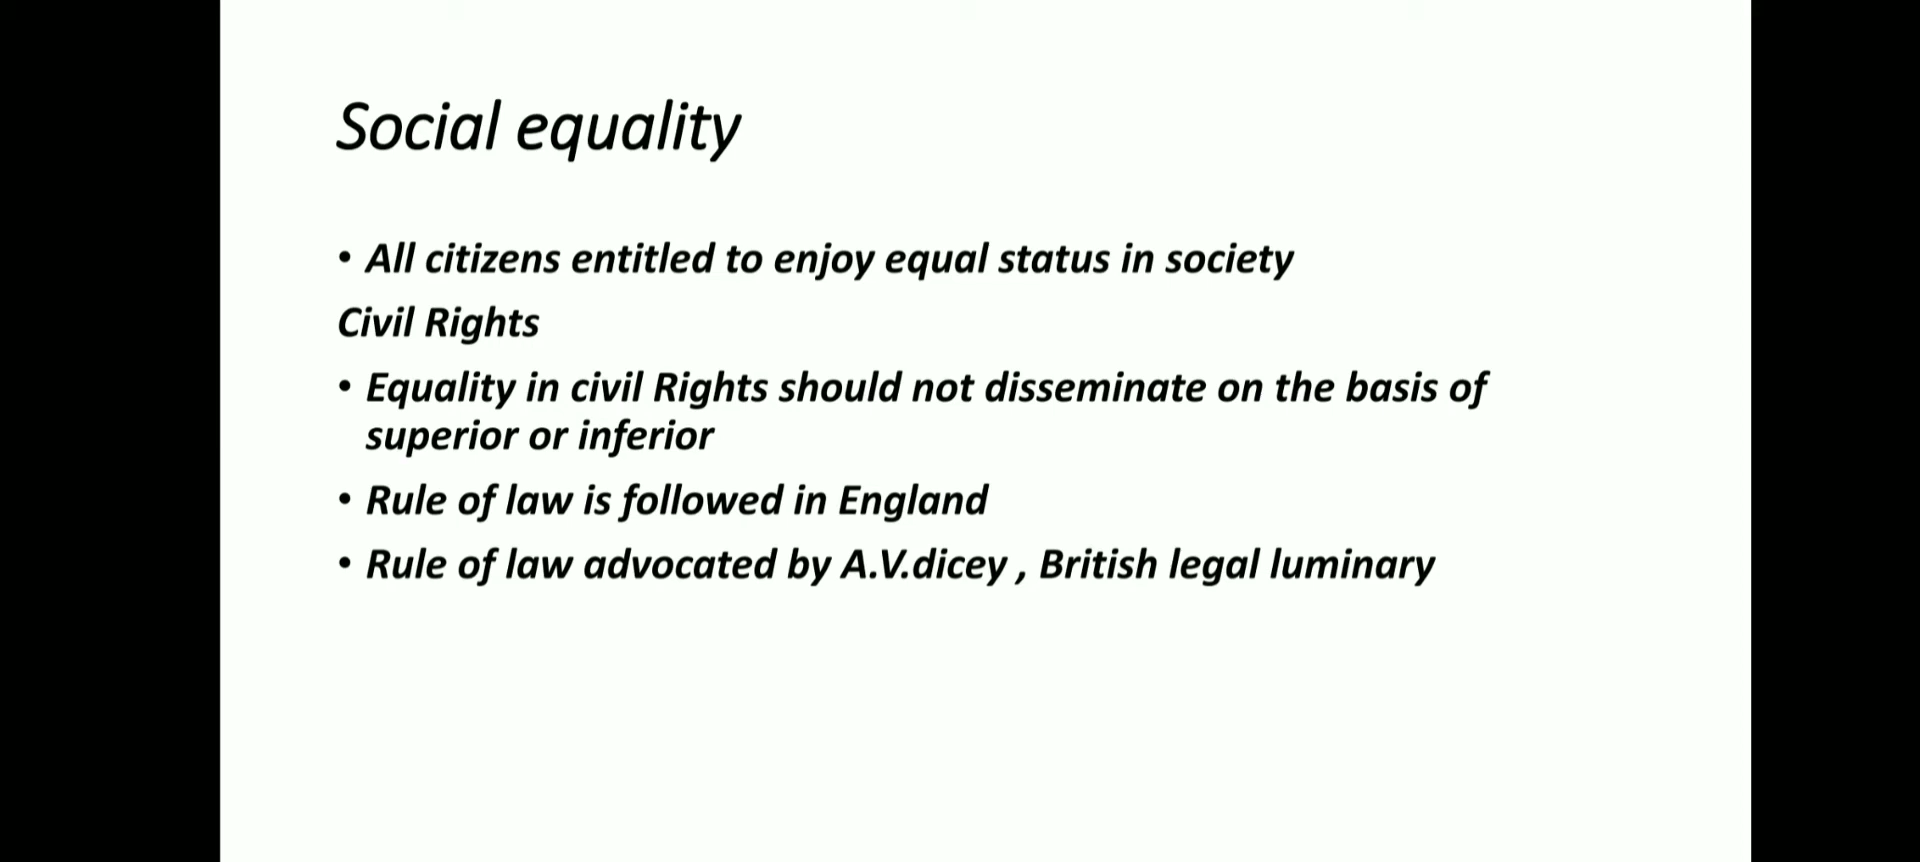 Social equality
• All citizens entitled to enjoy equal status in society
Civil Rights
• Equality in civil Rights should not disseminate on the basis of
superior or inferior
• Rule of law is followed in England
• Rule of law advocated by A.V.dicey , British legal luminary